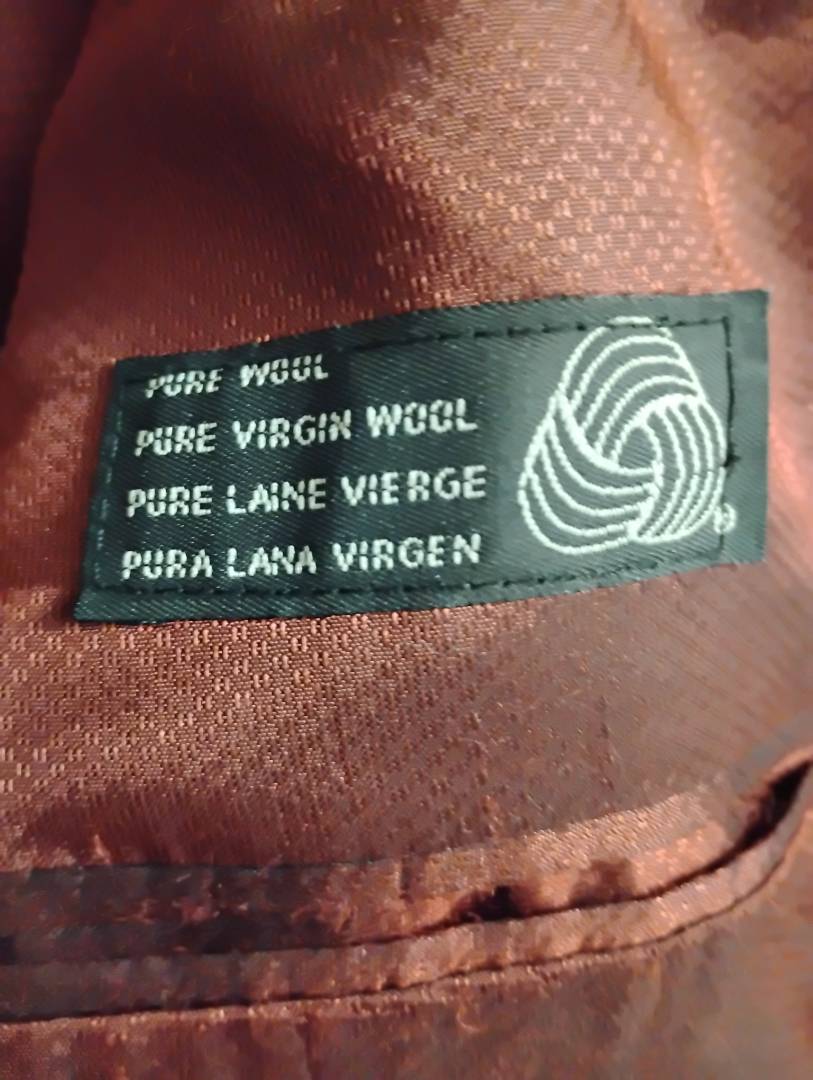 PURE WOOL
PURE VIRGIN WOOL
PURE LAINE VIERGE
PURA LANA VIRGEN